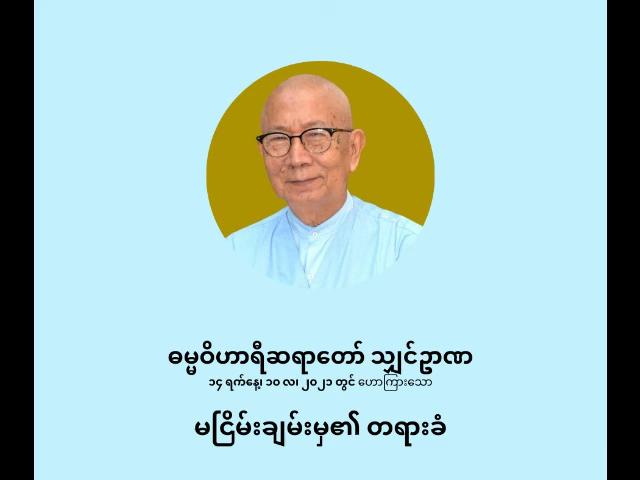 ဓမ္မဝိဟာရီဆရာတော် သျှင်ဥာဏ
၁၄ ရက်နေ့၊ ၁၀ လ၊ ၂၀၂၁ တွင် ဟောကြားသော
မငြိမ်းချမ်းမှ၏ တရားခံ